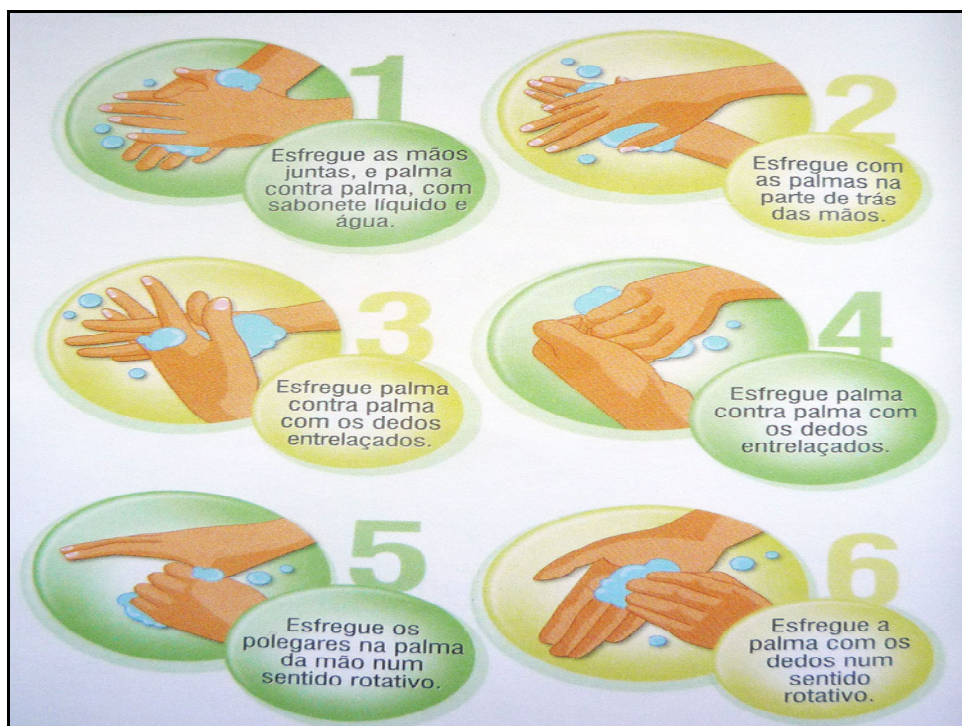 1
Esfregue as mãos
juntas, e palma
contra palma, com
sabonete líquido e
água.
2
Esfregue com
as palmas na
parte de trás
das mãos.
3
Esfregue palma
contra palma
com os dedos
entrelaçados.
4
Esfregue palma
contra palma com
os dedos
entrelaçados.
5
Esfregue os
polegares na palma
da mão num
sentido rotativo.
6
Esfregue a
palma com os
dedos num
sentido
rotativo.